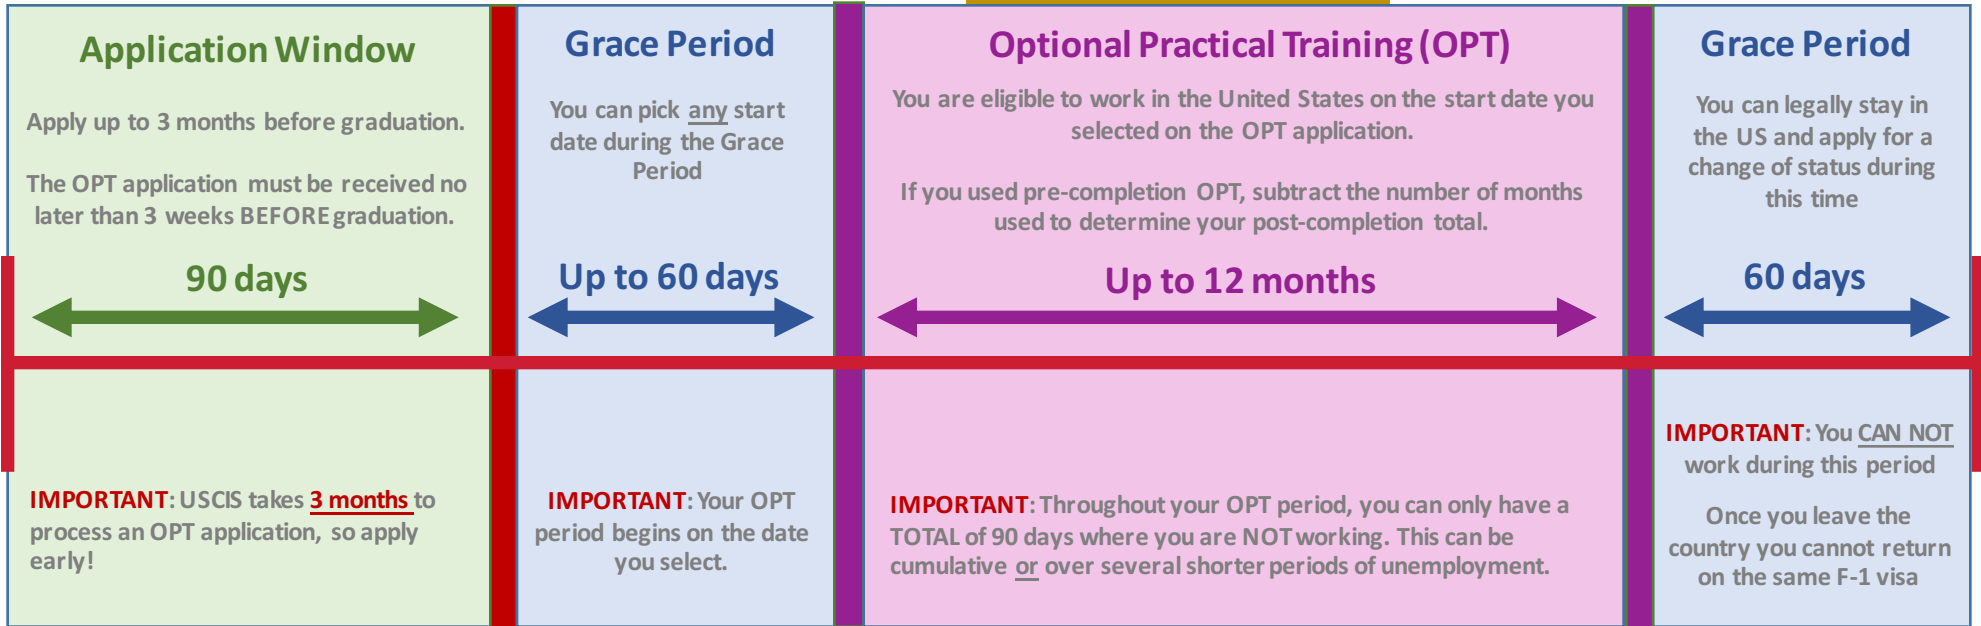 Application Window
Apply up to 3 months before graduation.
The OPT application must be received no
later than 3 weeks BEFORE graduation.
90 days
IMPORTANT: USCIS takes 3 months to
process an OPT application, so apply
early!
Grace Period
You can pick any start
date during the Grace
Period
Up to 60 days
IMPORTANT: Your OPT
period begins on the date
you select.
Optional Practical Training (OPT)
You are eligible to work in the United States on the start date you
selected on the OPT application.
If you used pre-completion OPT, subtract the number of months
used to determine your post-completion total.
Up to 12 months
IMPORTANT: Throughout your OPT period, you can only have a
TOTAL of 90 days where you are NOT working. This can be
cumulative or over several shorter periods of unemployment.
Grace Period
You can legally stay in
the US and apply for a
change of status during
this time
60 days
IMPORTANT: You CAN NOT
work during this period
Once you leave the
country you cannot return
on the same F-1 visa